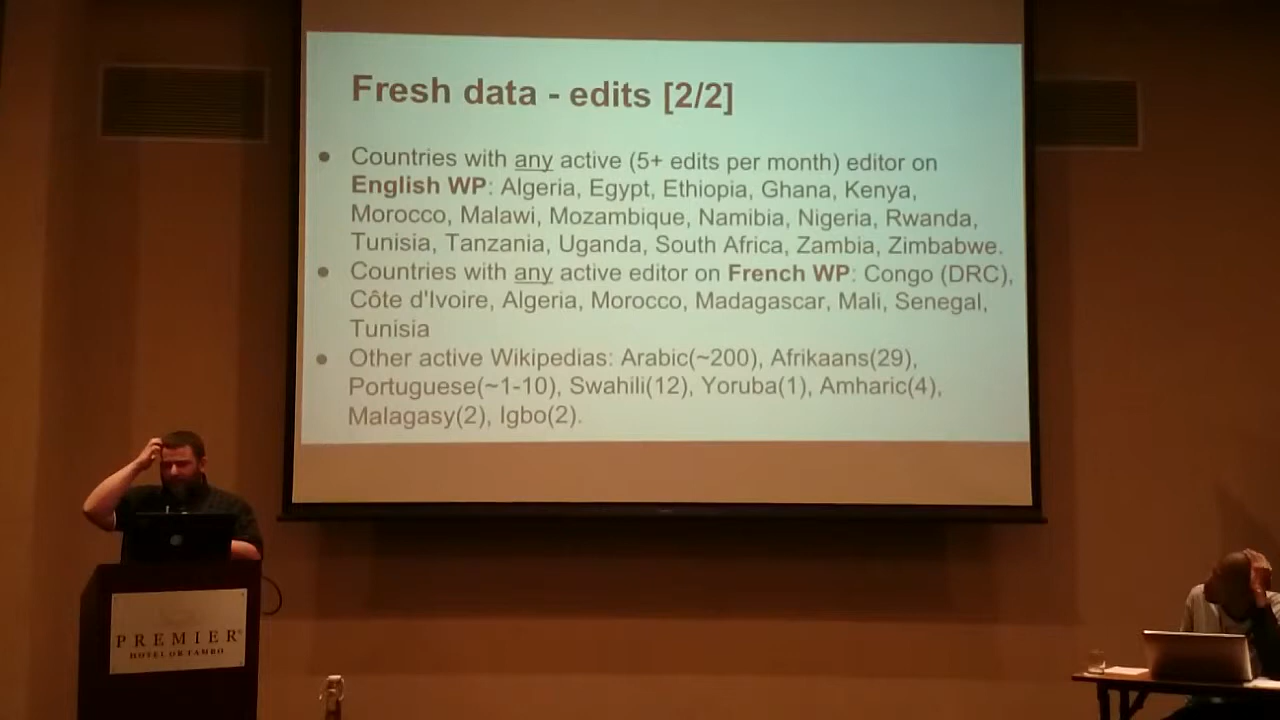 Fresh data - edits [2/2]
● Countries with any active (5+ edits per month) editor on
English WP: Algeria, Egypt, Ethiopia, Ghana, Kenya,
Morocco, Malawi, Mozambique, Namibia, Nigeria, Rwanda,
Tunisia, Tanzania, Uganda, South Africa, Zambia, Zimbabwe.
● Countries with any active editor on French WP: Congo (DRC),
Côte d'Ivoire, Algeria, Morocco, Madagascar, Mali, Senegal,
Tunisia
● Other active Wikipedias: Arabic(~200), Afrikaans(29),
Portuguese(~1-10), Swahili(12), Yoruba(1), Amharic(4),
Malagasy(2), Igbo(2).
PREMIER
HOTEL OR TAMBO